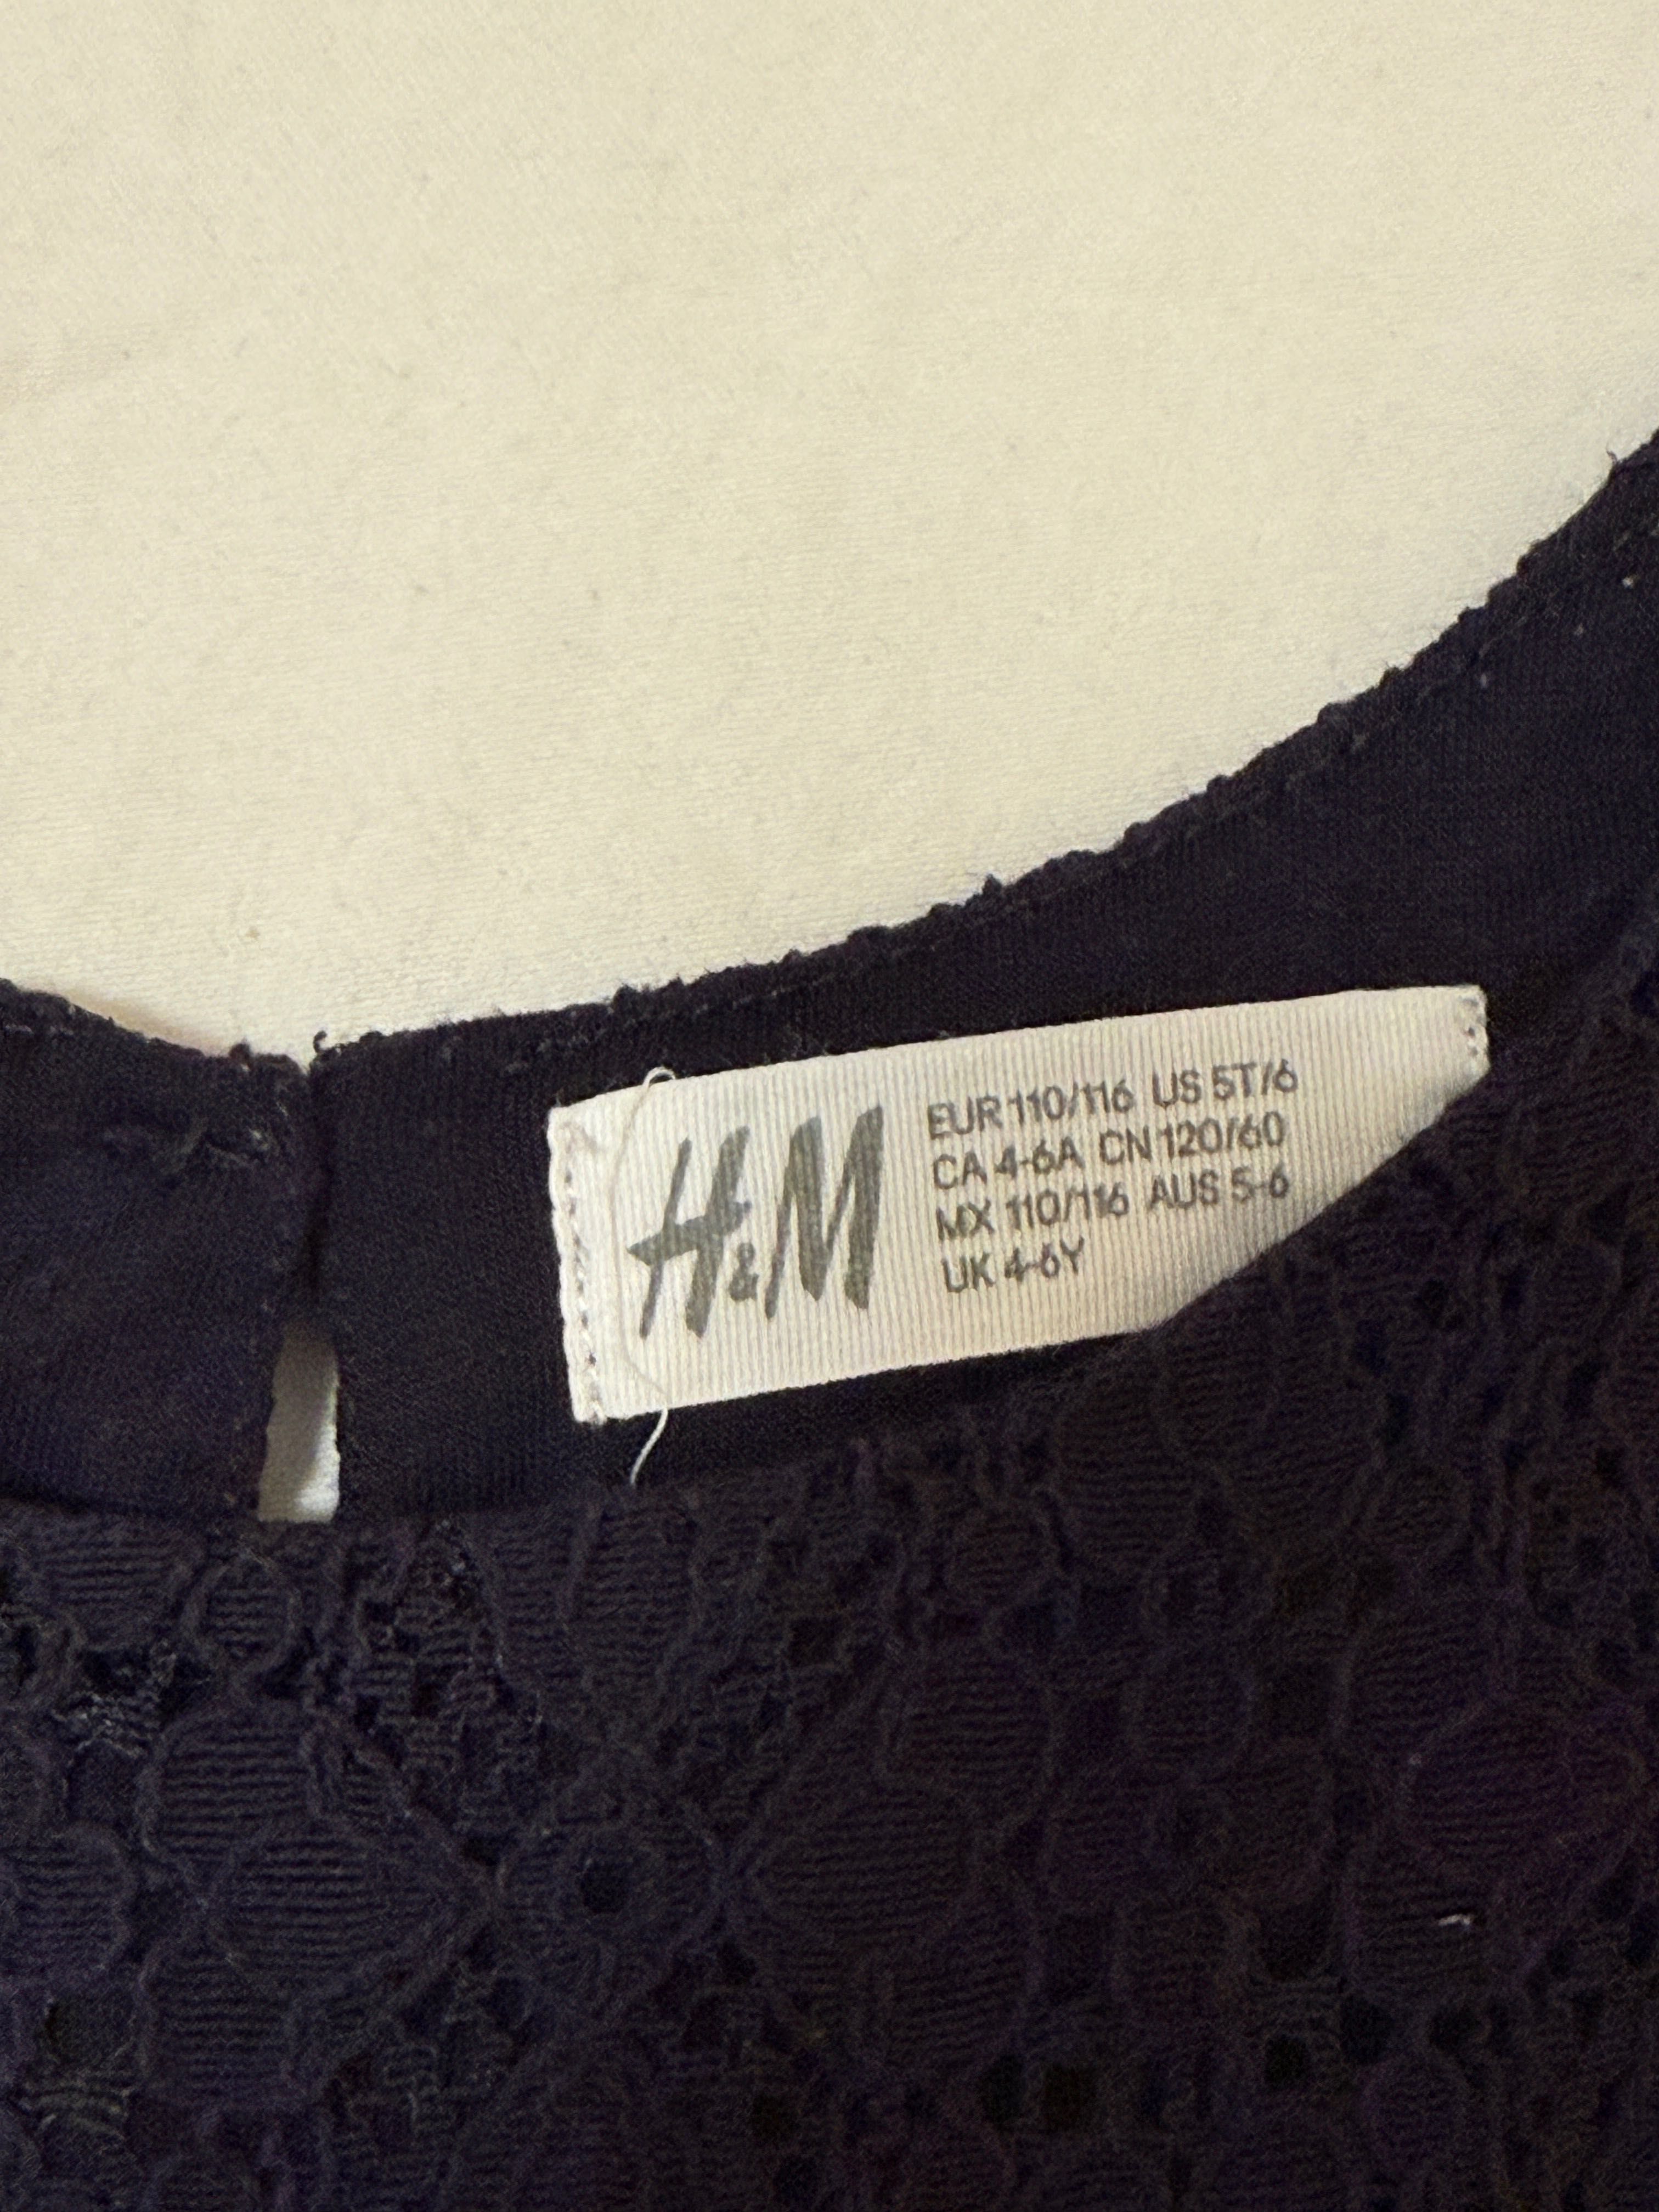 H&M
EUR 110/116 US 5T/6
CA 4-6A CN 120/60
MX 110/116 AUS 5-6
UK 4-6Y